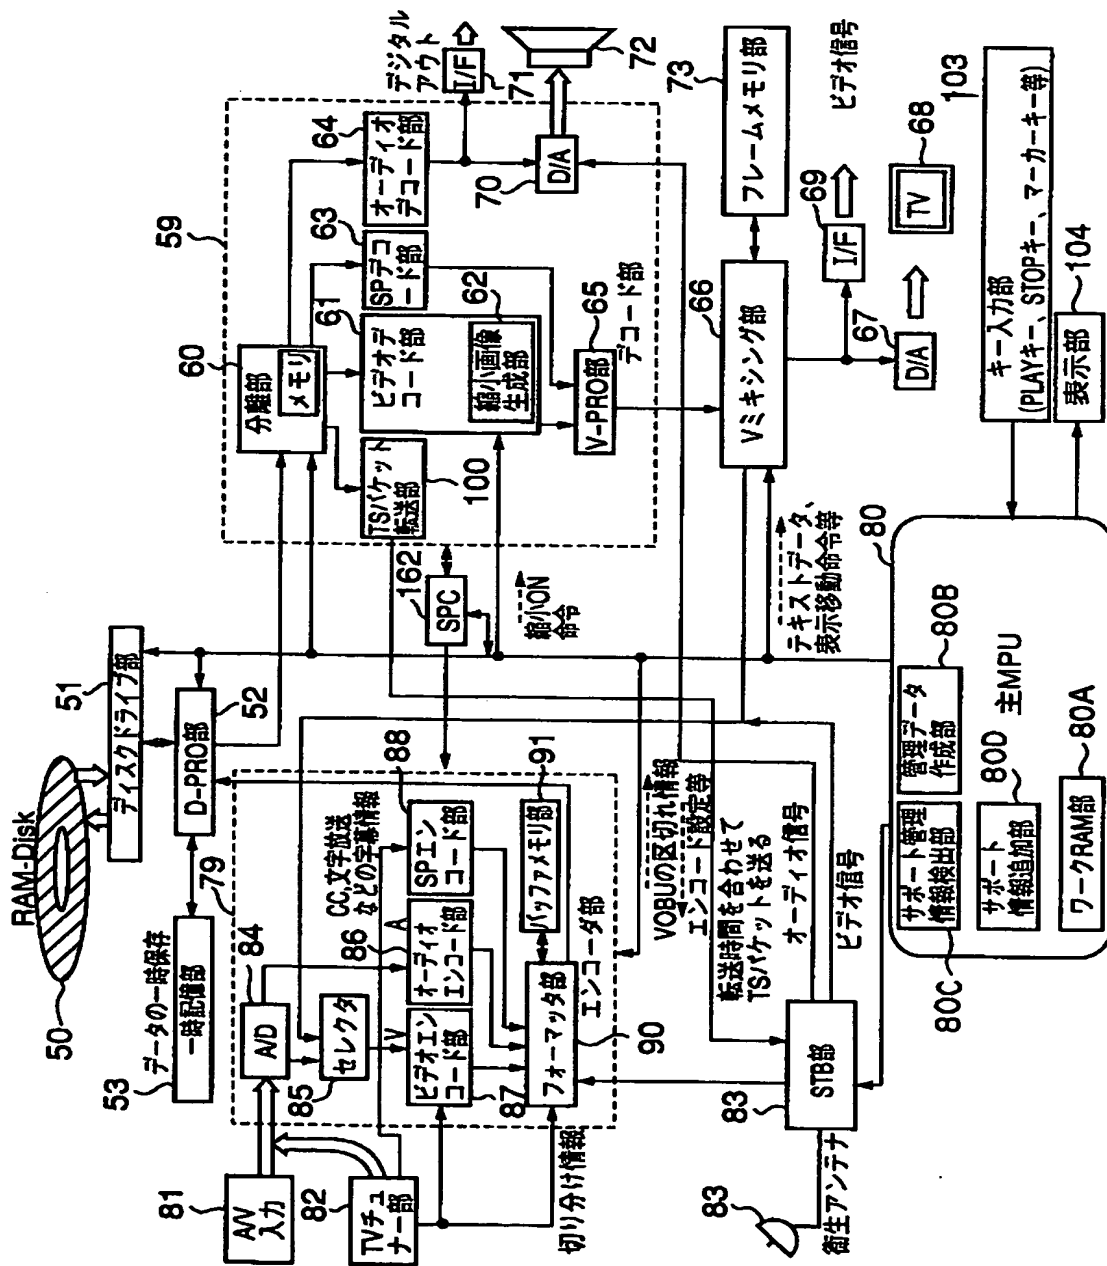 RAM-Disk
50
ディスクドライブ部
51
データの一時保存
一時記憶部
53
D-PRO部
52
79
A/V
入力
81
TVチュ
ナー部
82
A/D
84
セレクタ
85
CC,文字放送
などの字幕情報
V
A
ビデオエン
コード部
87
オーディオ
エンコード部
86
SPエン
コード部
88
フォーマッタ部
90
バッファメモリ部
91
エンコーダ部
切り分け情報
59
分離部
メモリ
60
TSパケット
転送部
100
ビデオデ
コード部
61
縮小画像
生成部
62
SPデコ
ード部
63
オーディオ
デコード部
64
V-PRO部
65
デコード部
デジタル
アウト
I/F
71
D/A
70
72
SPC
162
縮小ON
命令
Vミキシング部
66
フレームメモリ部
73
I/F
69
ビデオ信号
D/A
67
TV
68
テキストデータ、
表示移動命令等
VOBUの区切れ情報
エンコード設定等
転送時間を合わせて
TSパケットを送る
オーディオ信号
ビデオ信号
STB部
83
83
衛生アンテナ
80
主MPU
管理データ
作成部
80B
サポート管理
情報検出部
80C
サポート
情報追加部
80D
ワークRAM部
80A
キー入力部
(PLAYキー、STOPキー、マーカーキー等)
103
表示部
104